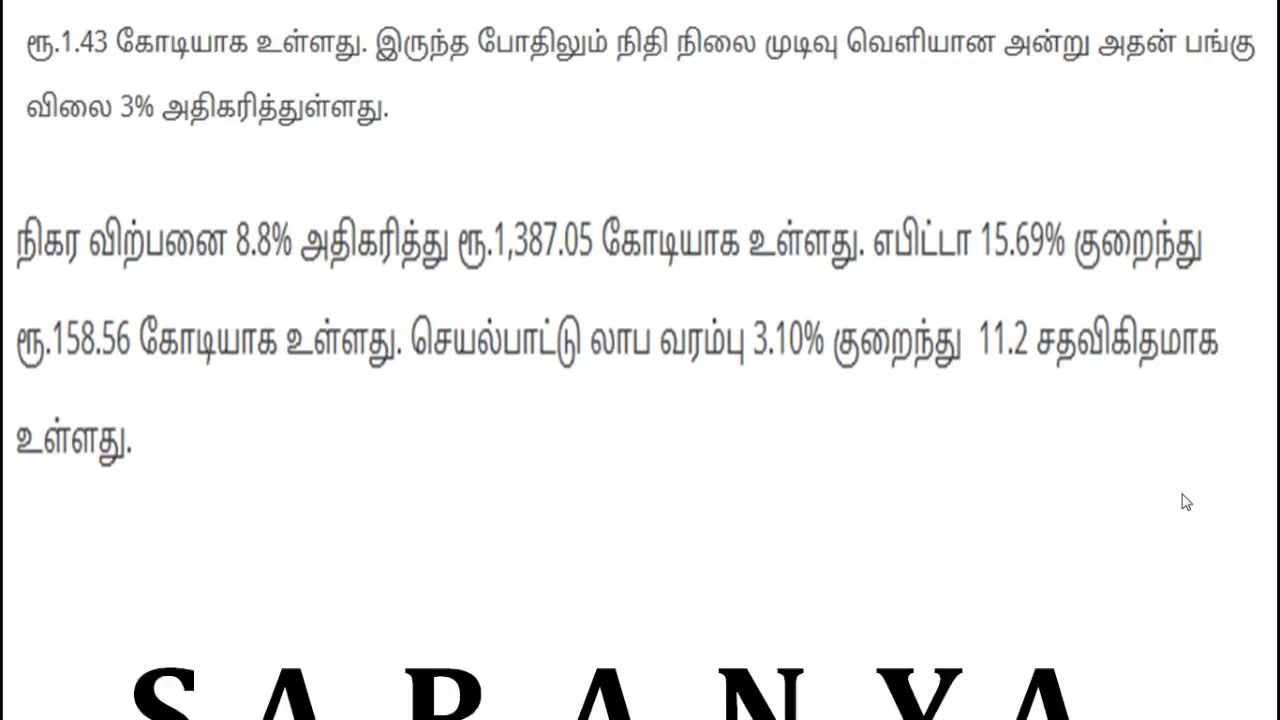 ரூ.1.43 கோடியாக உள்ளது. இருந்த போதிலும் நிதி நிலை முடிவு வெளியான அன்று அதன் பங்கு
விலை 3% அதிகரித்துள்ளது.
நிகர விற்பனை 8.8% அதிகரித்து ரூ.1,387.05 கோடியாக உள்ளது. எபிட்டா 15.69% குறைந்து
ரூ.158.56 கோடியாக உள்ளது. செயல்பாட்டு லாப வரம்பு 3.10% குறைந்து 11.2 சதவிகிதமாக
உள்ளது.
SARANYA